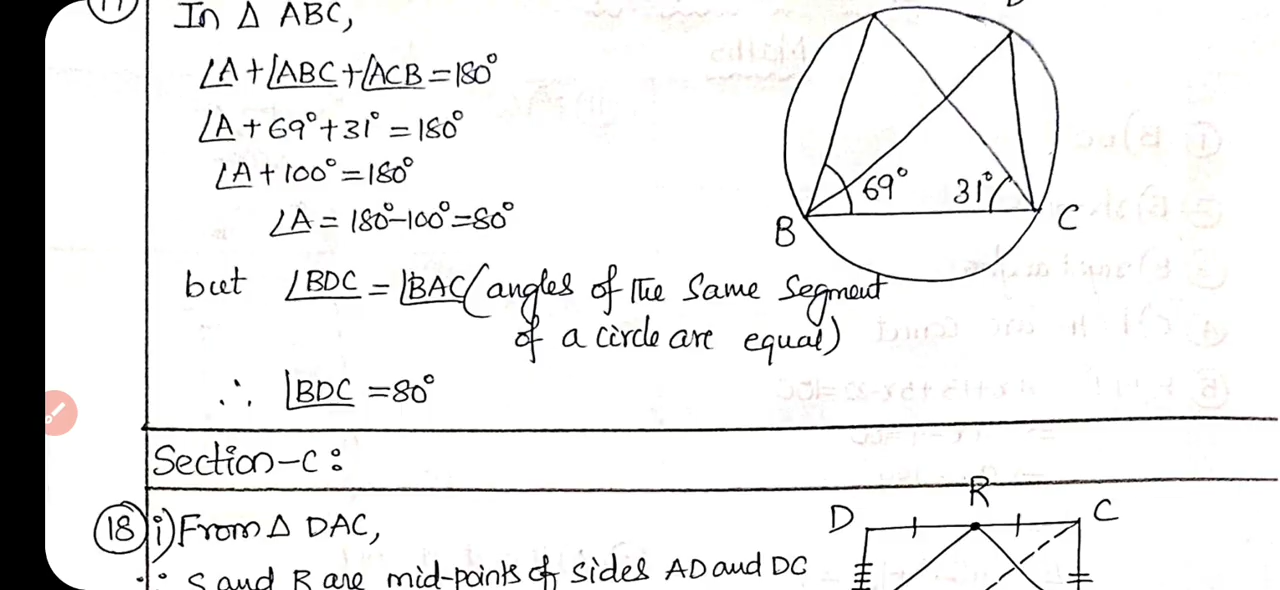 In Δ ABC,
∠A + ∠ABC + ∠ACB = 180°
∠A + 69° + 31° = 180°
∠A + 100° = 180°
∠A = 180° - 100° = 80°
69°
31°
B
C
but ∠BDC = ∠BAC (angles of the same segment
of a circle are equal)
∴ ∠BDC = 80°
Section-C :
18 i) From Δ DAC,
∵ S and R are mid-points of sides AD and DC
D
R
C